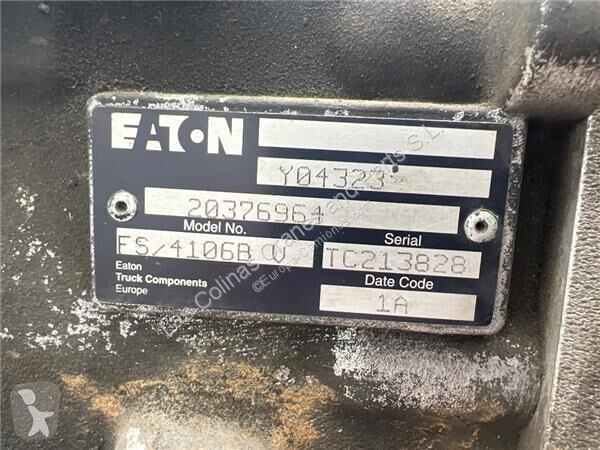 EATON
Y04323
20376964
Model No.
Serial
FS/4106B V
TC213828
Eaton
Truck Components
Europe
Date Code
1A